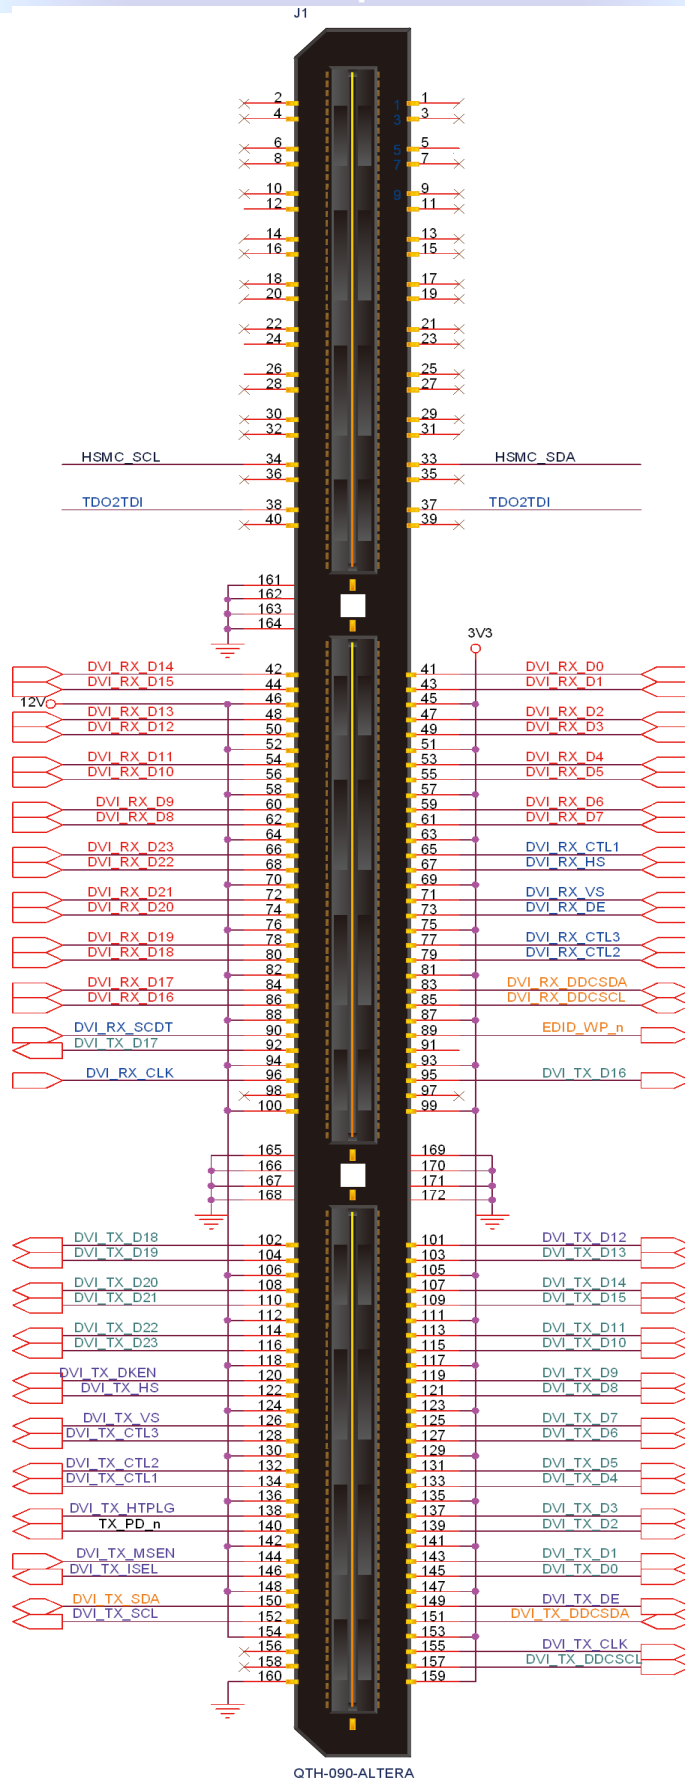 J1
2 1 1
4 3 3
6 5 5
8 7 7
10 9 9
12 11
14 13
16 15
18 17
20 19
22 21
24 23
26 25
28 27
30 29
32 31
HSMC_SCL 34 33 HSMC_SDA
36 35
TDO2TDI 38 37 TDO2TDI
40 39
161
162
163
164
3V3
DVI_RX_D14 42 41 DVI_RX_D0
DVI_RX_D15 44 43 DVI_RX_D1
12V 46 45
DVI_RX_D13 48 47 DVI_RX_D2
DVI_RX_D12 50 49 DVI_RX_D3
52 51
DVI_RX_D11 54 53 DVI_RX_D4
DVI_RX_D10 56 55 DVI_RX_D5
58 57
DVI_RX_D9 60 59 DVI_RX_D6
DVI_RX_D8 62 61 DVI_RX_D7
64 63
DVI_RX_D23 66 65 DVI_RX_CTL1
DVI_RX_D22 68 67 DVI_RX_HS
70 69
DVI_RX_D21 72 71 DVI_RX_VS
DVI_RX_D20 74 73 DVI_RX_DE
76 75
DVI_RX_D19 78 77 DVI_RX_CTL3
DVI_RX_D18 80 79 DVI_RX_CTL2
82 81
DVI_RX_D17 84 83 DVI_RX_DDCSDA
DVI_RX_D16 86 85 DVI_RX_DDCSCL
88 87
DVI_RX_SCDT 90 89 EDID_WP_n
DVI_TX_D17 92 91
94 93
DVI_RX_CLK 96 95 DVI_TX_D16
98 97
100 99
165 169
166 170
167 171
168 172
DVI_TX_D18 102 101 DVI_TX_D12
DVI_TX_D19 104 103 DVI_TX_D13
106 105
DVI_TX_D20 108 107 DVI_TX_D14
DVI_TX_D21 110 109 DVI_TX_D15
112 111
DVI_TX_D22 114 113 DVI_TX_D11
DVI_TX_D23 116 115 DVI_TX_D10
118 117
DVI_TX_DKEN 120 119 DVI_TX_D9
DVI_TX_HS 122 121 DVI_TX_D8
124 123
DVI_TX_VS 126 125 DVI_TX_D7
DVI_TX_CTL3 128 127 DVI_TX_D6
130 129
DVI_TX_CTL2 132 131 DVI_TX_D5
DVI_TX_CTL1 134 133 DVI_TX_D4
136 135
DVI_TX_HTPLG 138 137 DVI_TX_D3
TX_PD_n 140 139 DVI_TX_D2
142 141
DVI_TX_MSEN 144 143 DVI_TX_D1
DVI_TX_ISEL 146 145 DVI_TX_D0
148 147
DVI_TX_SDA 150 149 DVI_TX_DE
DVI_TX_SCL 152 151 DVI_TX_DDCSDA
154 153
156 155 DVI_TX_CLK
158 157 DVI_TX_DDCSCL
160 159
QTH-090-ALTERA